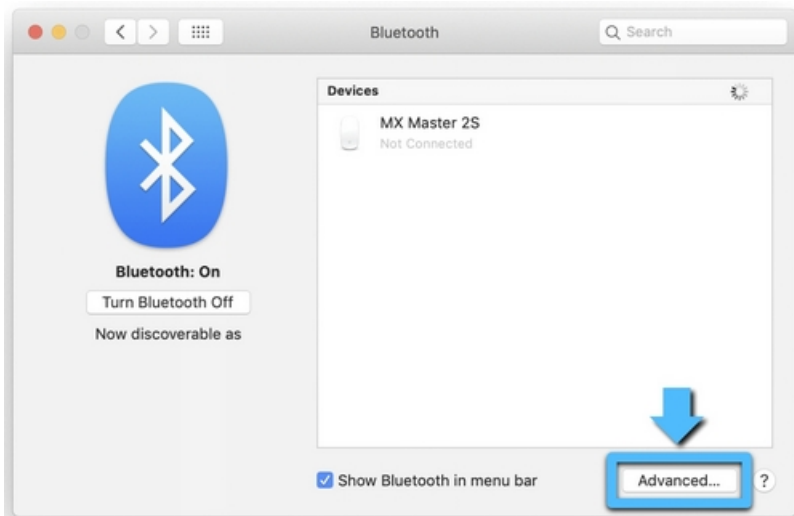 Bluetooth
Search
Devices
MX Master 2S
Not Connected
Bluetooth: On
Turn Bluetooth Off
Now discoverable as
Show Bluetooth in menu bar
Advanced...
?